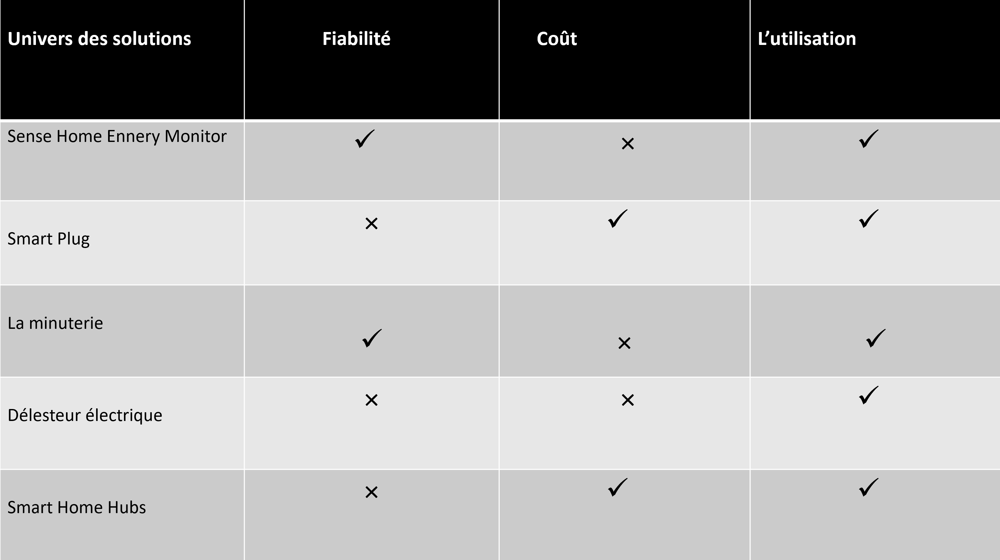 Univers des solutions Fiabilité Coût L’utilisation
Sense Home Ennery Monitor ✓ × ✓
Smart Plug × ✓ ✓
La minuterie ✓ × ✓
Délesteur électrique × × ✓
Smart Home Hubs × ✓ ✓